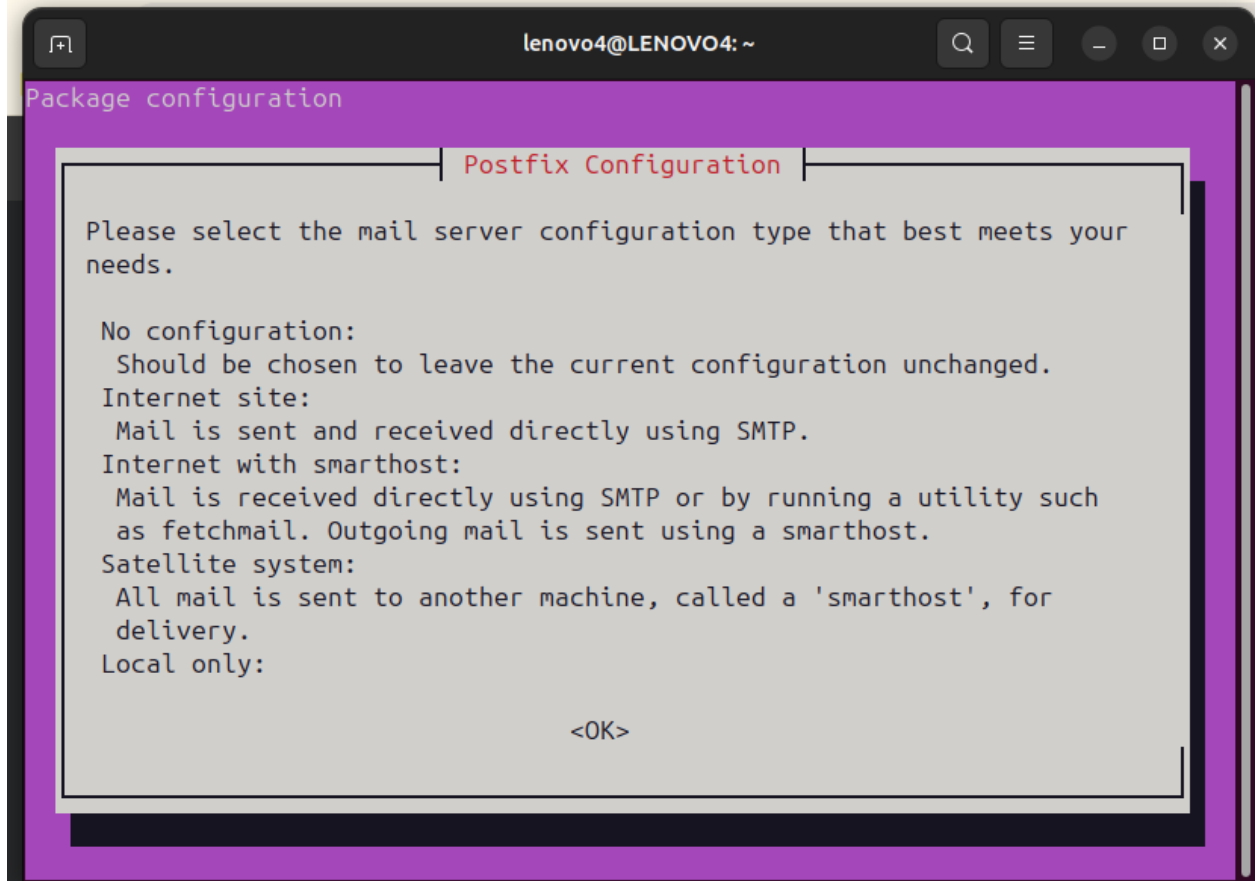 lenovo4@LENOVO4: ~
Package configuration
Postfix Configuration
Please select the mail server configuration type that best meets your
needs.
No configuration:
Should be chosen to leave the current configuration unchanged.
Internet site:
Mail is sent and received directly using SMTP.
Internet with smarthost:
Mail is received directly using SMTP or by running a utility such
as fetchmail. Outgoing mail is sent using a smarthost.
Satellite system:
All mail is sent to another machine, called a 'smarthost', for
delivery.
Local only:
<OK>